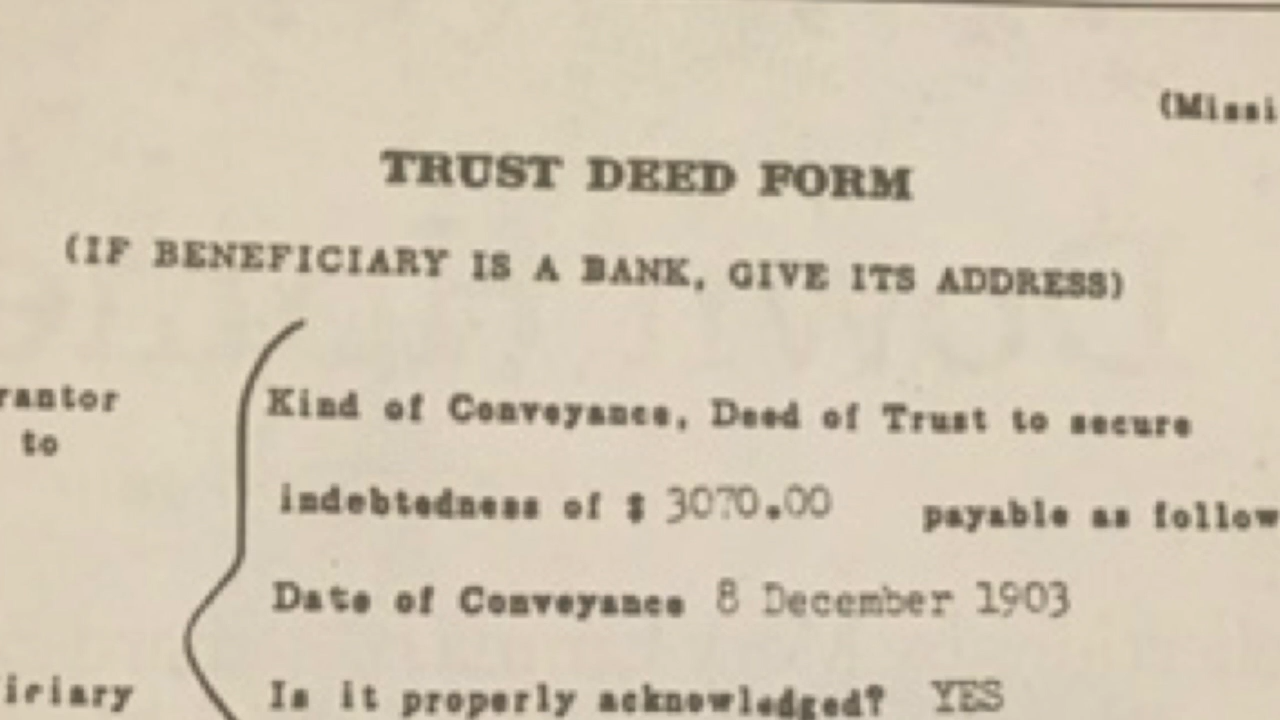 (Missi
TRUST DEED FORM
(IF BENEFICIARY IS A BANK, GIVE ITS ADDRESS)
rantor
to
Kind of Conveyance, Deed of Trust to secure
indebtedness of $ 3070.00 payable as follow
Date of Conveyance 8 December 1903
iciary
Is it properly acknowledged? YES